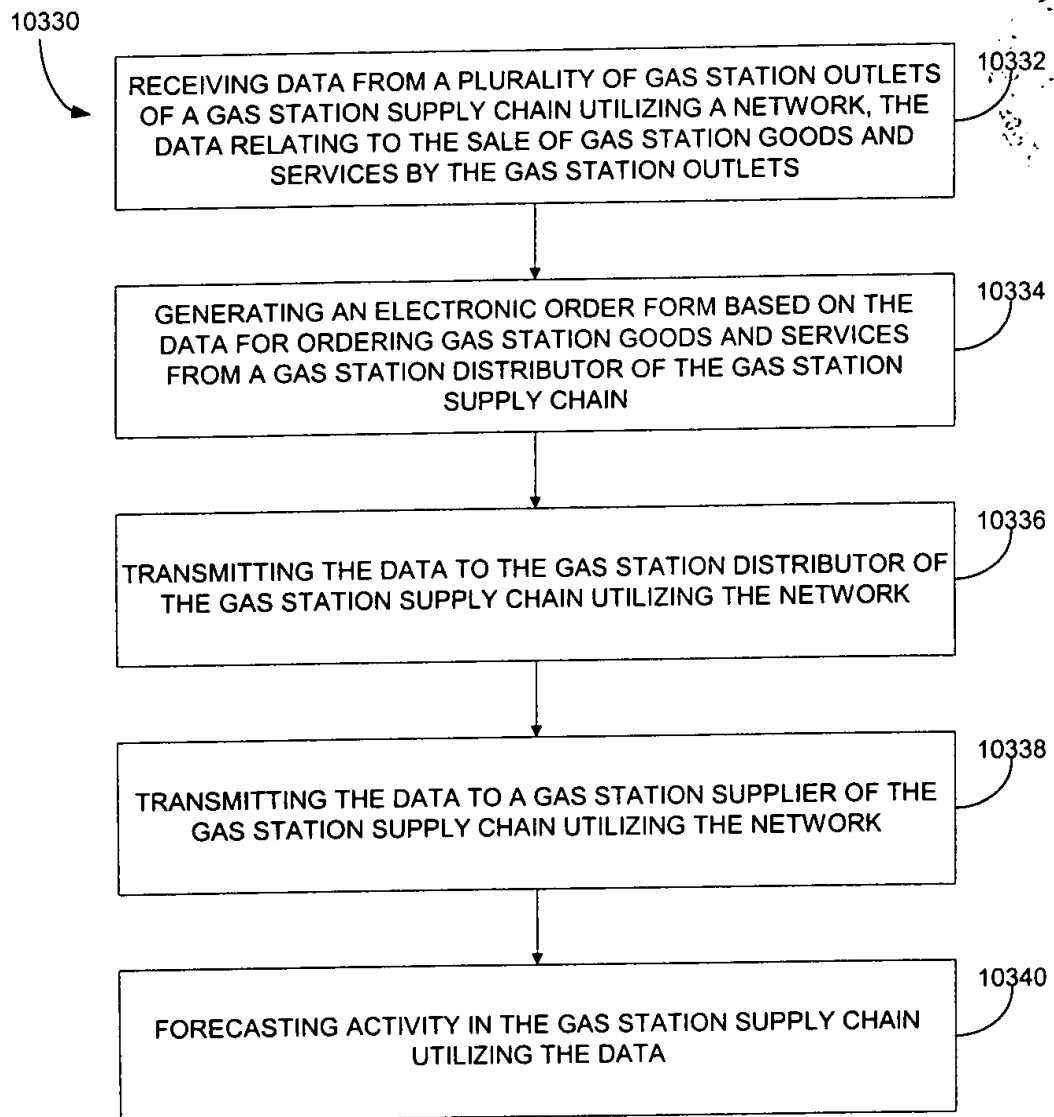 10330
10332
RECEIVING DATA FROM A PLURALITY OF GAS STATION OUTLETS
OF A GAS STATION SUPPLY CHAIN UTILIZING A NETWORK, THE
DATA RELATING TO THE SALE OF GAS STATION GOODS AND
SERVICES BY THE GAS STATION OUTLETS
10334
GENERATING AN ELECTRONIC ORDER FORM BASED ON THE
DATA FOR ORDERING GAS STATION GOODS AND SERVICES
FROM A GAS STATION DISTRIBUTOR OF THE GAS STATION
SUPPLY CHAIN
10336
TRANSMITTING THE DATA TO THE GAS STATION DISTRIBUTOR OF
THE GAS STATION SUPPLY CHAIN UTILIZING THE NETWORK
10338
TRANSMITTING THE DATA TO A GAS STATION SUPPLIER OF THE
GAS STATION SUPPLY CHAIN UTILIZING THE NETWORK
10340
FORECASTING ACTIVITY IN THE GAS STATION SUPPLY CHAIN
UTILIZING THE DATA